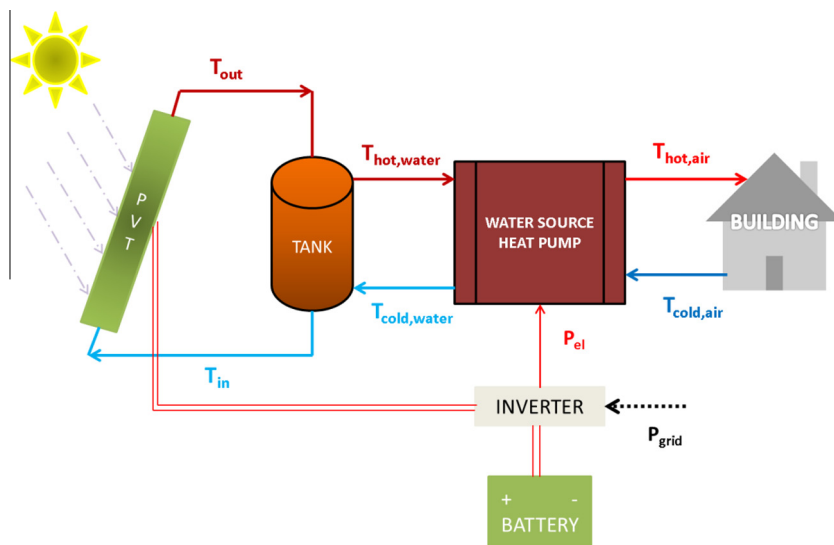 T_out
T_hot,water
T_hot,air
P
V
T
TANK
WATER SOURCE
HEAT PUMP
BUILDING
T_cold,water
T_cold,air
P_el
T_in
INVERTER
P_grid
+ -
BATTERY